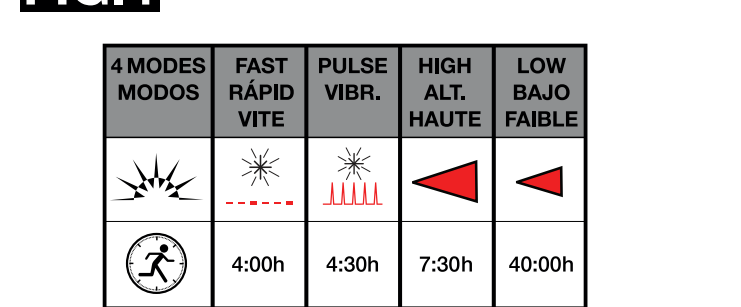 4 MODES
MODOS
FAST
RÁPID
VITE
PULSE
VIBR.
HIGH
ALT.
HAUTE
LOW
BAJO
FAIBLE
4:00h
4:30h
7:30h
40:00h